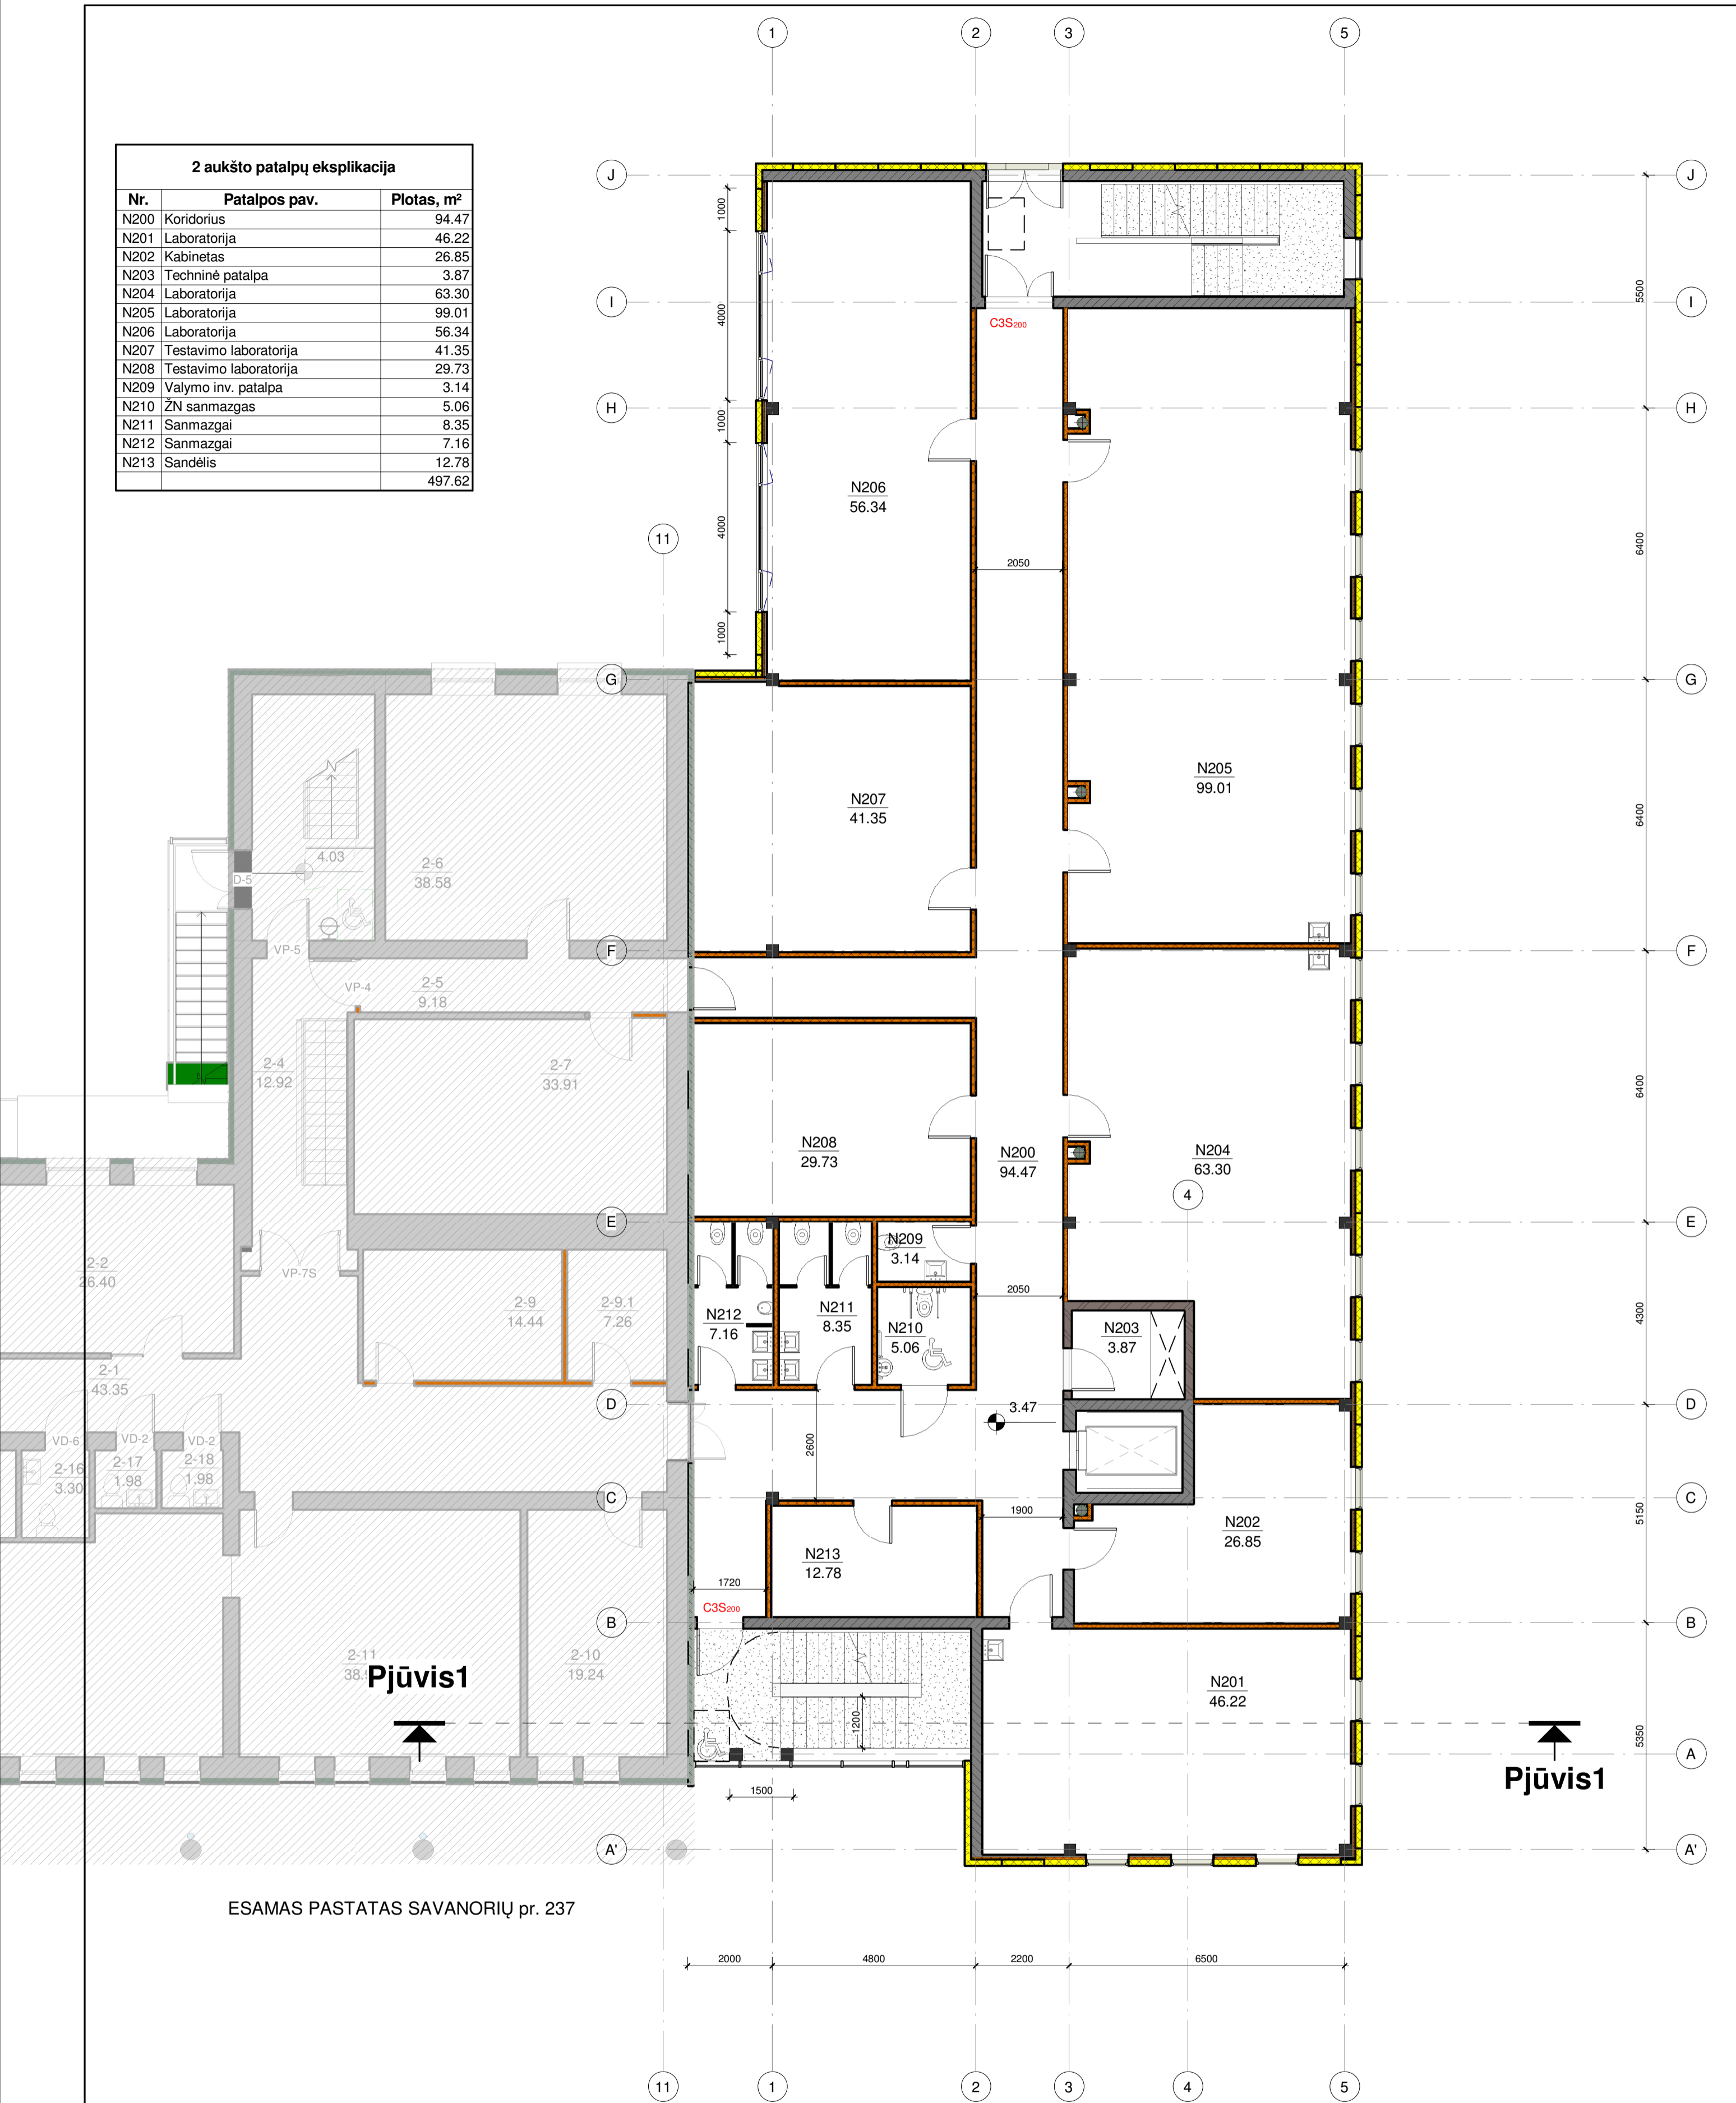 1
2
3
5
2 aukšto patalpų eksplikacija
Nr. Patalpos pav. Plotas, m²
N200 Koridorius 94.47
N201 Laboratorija 46.22
N202 Kabinetas 26.85
N203 Techninė patalpa 3.87
N204 Laboratorija 63.30
N205 Laboratorija 99.01
N206 Laboratorija 56.34
N207 Testavimo laboratorija 41.35
N208 Testavimo laboratorija 29.73
N209 Valymo inv. patalpa 3.14
N210 ŽN sanmazgas 5.06
N211 Sanmazgai 8.35
N212 Sanmazgai 7.16
N213 Sandėlis 12.78
497.62
J
J
1000
I
I
5500
4000
C3S200
H
H
1000
N206
56.34
4000
11
6400
2050
1000
G
G
N205
99.01
N207
41.35
6400
4.03
2-6
38.58
D-5
VP-5
F
F
VP-4
2-5
9.18
2-4
12.92
2-7
33.91
6400
N208
29.73
N200
94.47
N204
63.30
4
E
E
N209
3.14
2-2
26.40
VP-7S
2050
2-9
14.44
2-9.1
7.26
N212
7.16
N211
8.35
N210
5.06
N203
3.87
4300
2-1
43.35
D
D
3.47
VD-6
VD-2
VD-2
2600
2-16
3.30
2-17
1.98
2-18
1.98
C
C
1900
N202
26.85
5150
N213
12.78
1720
C3S200
B
B
2-11
38.
2-10
19.24
Pjūvis1
N201
46.22
1200
5350
A
A
Pjūvis1
1500
A'
A'
ESAMAS PASTATAS SAVANORIŲ pr. 237
2000
4800
2200
6500
11
1
2
3
4
5